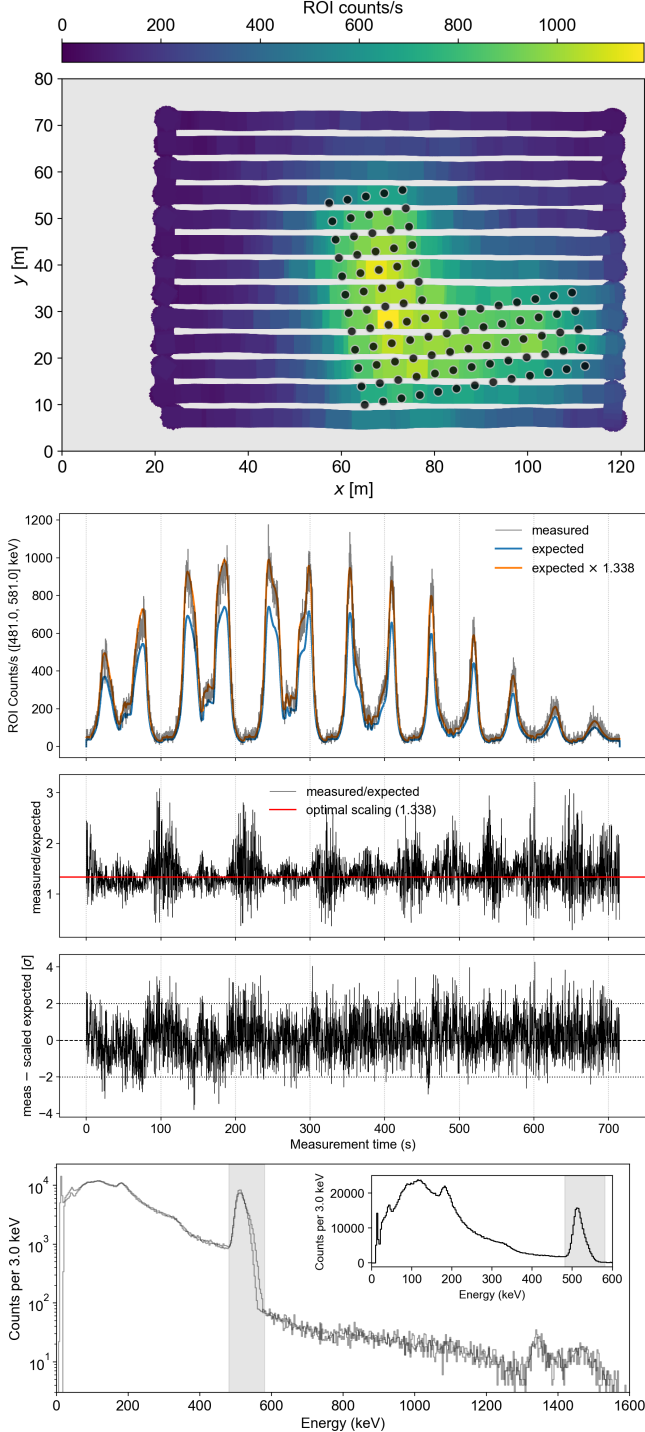 ROI counts/s
0 200 400 600 800 1000
80
70
60
50
40
30
20
10
0
y [m]
0 20 40 60 80 100 120
x [m]
1200
1000
800
600
400
200
0
ROI Counts/s ([481.0, 581.0] keV)
measured
expected
expected × 1.338
3
2
1
measured/expected
measured/expected
optimal scaling (1.338)
4
2
0
−2
−4
meas − scaled expected [σ]
0 100 200 300 400 500 600 700
Measurement time (s)
10⁴
10³
10²
10¹
Counts per 3.0 keV
0 200 400 600 800 1000 1200 1400 1600
Energy (keV)
20000
10000
0
Counts per 3.0 keV
0 100 200 300 400 500 600
Energy (keV)